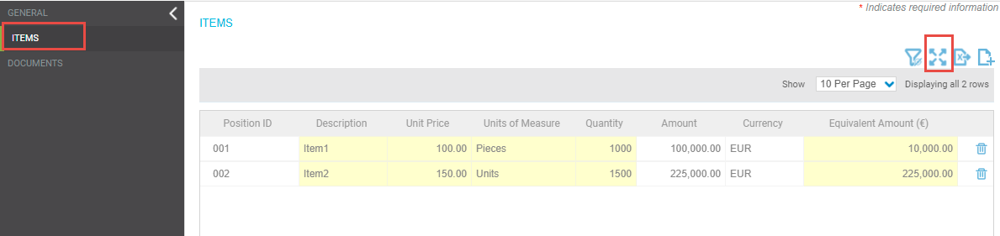 GENERAL
ITEMS
DOCUMENTS
* Indicates required information
ITEMS
Show 10 Per Page Displaying all 2 rows
Position ID Description Unit Price Units of Measure Quantity Amount Currency Equivalent Amount (€)
001 Item1 100.00 Pieces 1000 100,000.00 EUR 10,000.00
002 Item2 150.00 Units 1500 225,000.00 EUR 225,000.00